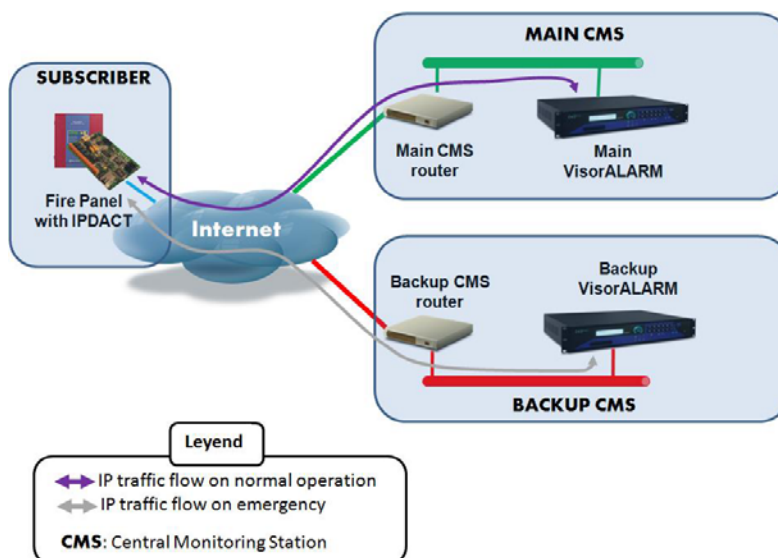 MAIN CMS
SUBSCRIBER
Main CMS
router
Main
VisorALARM
Fire Panel
with IPDACT
Internet
Backup CMS
router
Backup
VisorALARM
BACKUP CMS
Leyend
IP traffic flow on normal operation
IP traffic flow on emergency
CMS: Central Monitoring Station